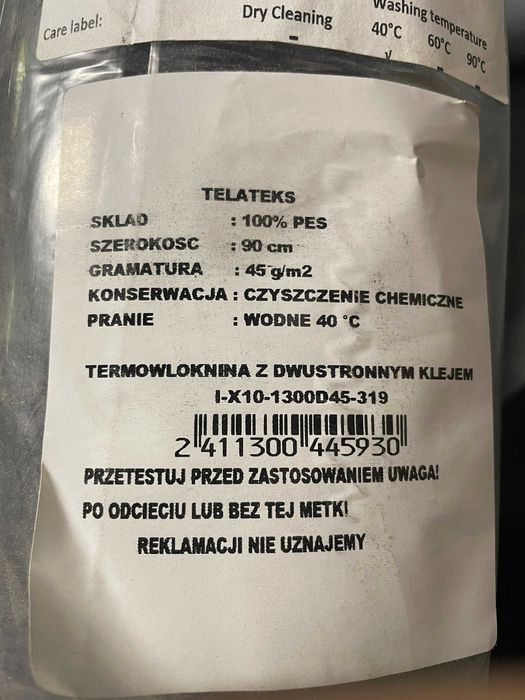 Care label:
Dry Cleaning
-
Washing temperature
40°C 60°C 90°C
√ - -
TELATEKS
SKLAD : 100% PES
SZEROKOSC : 90 cm
GRAMATURA : 45 g/m2
KONSERWACJA : CZYSZCZENIE CHEMICZNE
PRANIE : WODNE 40 °C
TERMOWLOKNINA Z DWUSTRONNYM KLEJEM
I-X10-1300D45-319
2 411300 445930
PRZETESTUJ PRZED ZASTOSOWANIEM UWAGA!
PO ODCIECIU LUB BEZ TEJ METKI
REKLAMACJI NIE UZNAJEMY